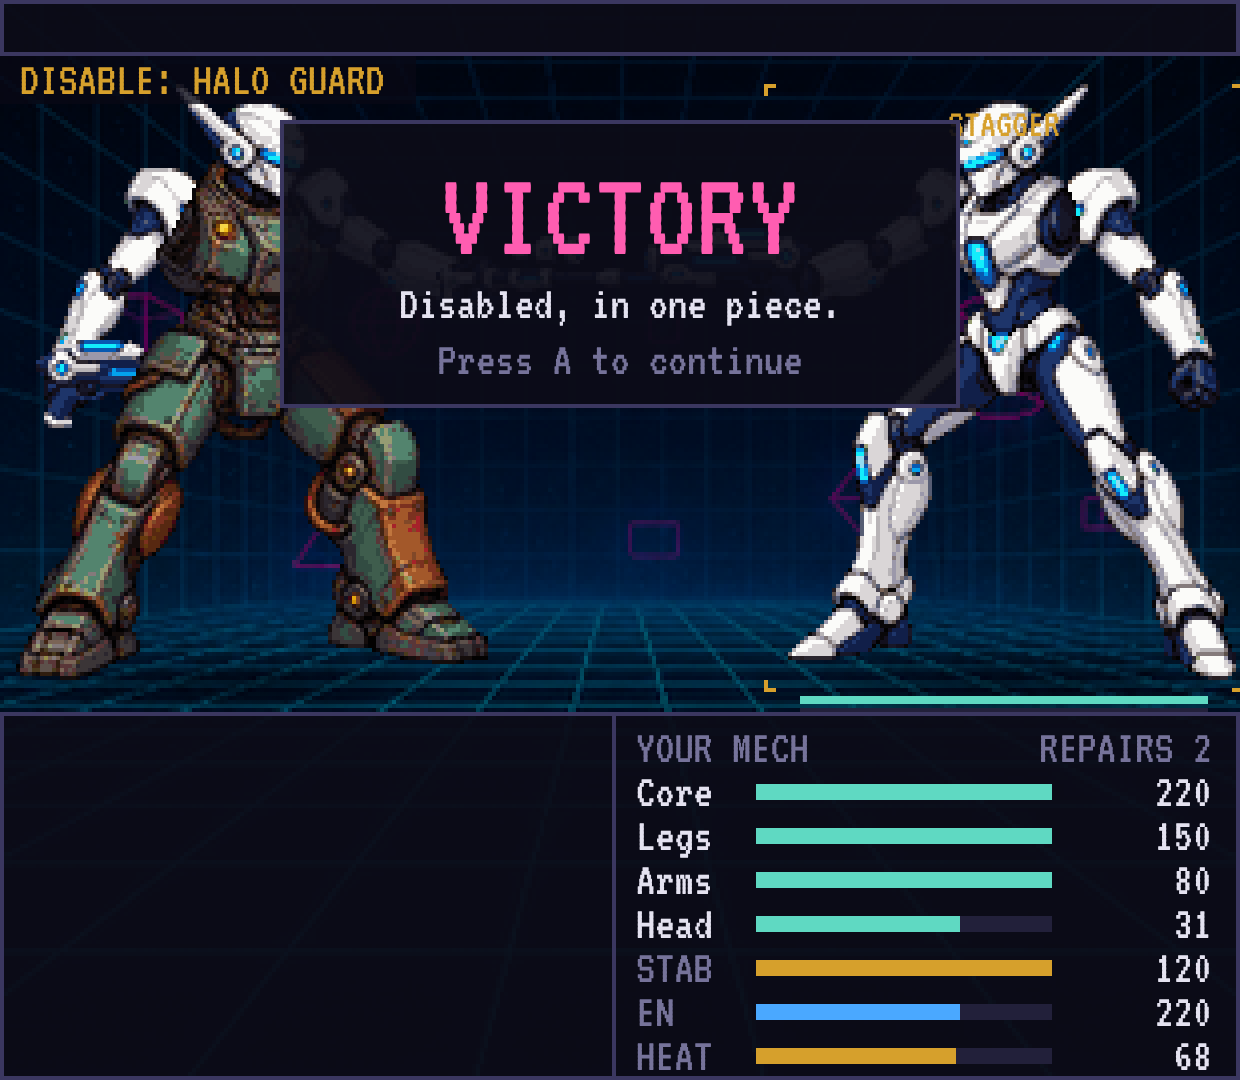 DISABLE: HALO GUARD
STAGGER
VICTORY
Disabled, in one piece.
Press A to continue
YOUR MECH REPAIRS 2
Core 220
Legs 150
Arms 80
Head 31
STAB 120
EN 220
HEAT 68